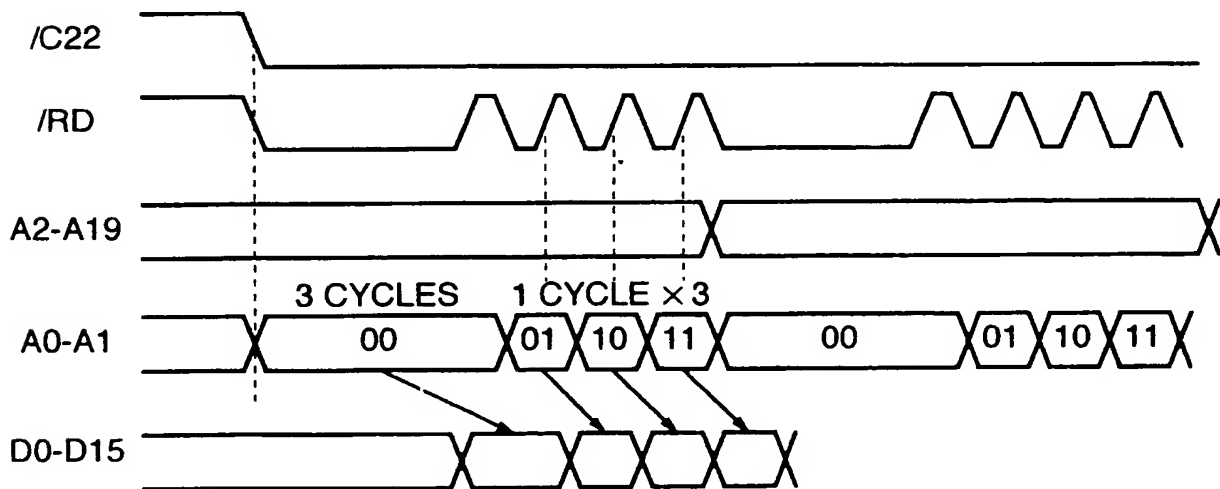 /C22
/RD
A2-A19
3 CYCLES 1 CYCLE × 3
A0-A1 00 01 10 11 00 01 10 11
D0-D15